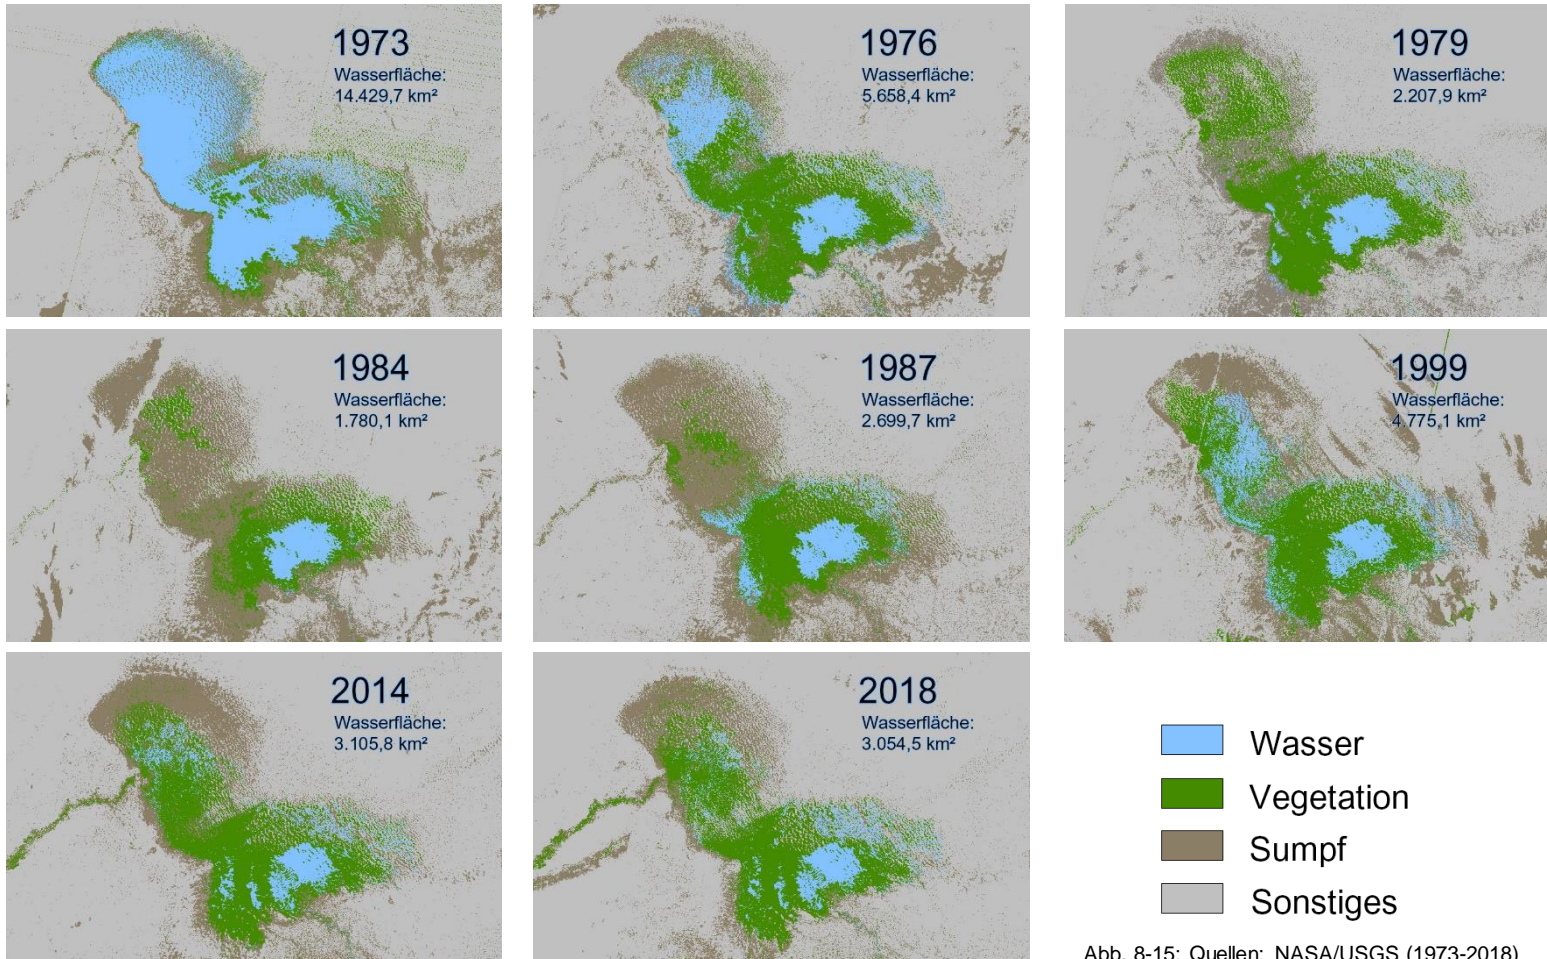 1973
Wasserfläche:
14.429,7 km²
1976
Wasserfläche:
5.658,4 km²
1979
Wasserfläche:
2.207,9 km²
1984
Wasserfläche:
1.780,1 km²
1987
Wasserfläche:
2.699,7 km²
1999
Wasserfläche:
4.775,1 km²
2014
Wasserfläche:
3.105,8 km²
2018
Wasserfläche:
3.054,5 km²
Wasser
Vegetation
Sumpf
Sonstiges
Abb. 8-15: Quellen: NASA/USGS (1973-2018)